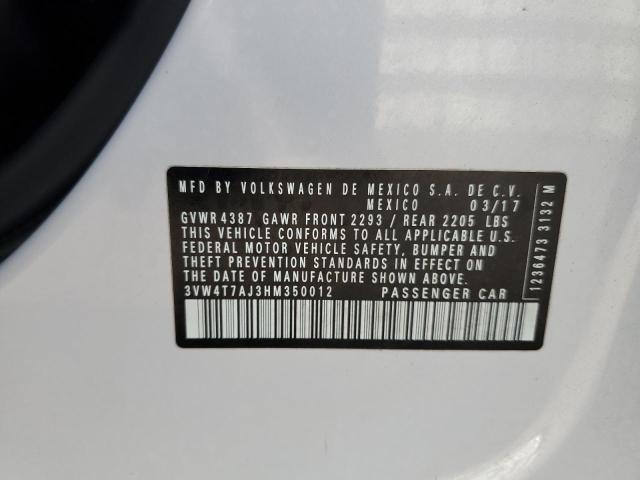 MFD BY VOLKSWAGEN DE MEXICO S.A. DE C.V.
MEXICO 03/17
GVWR 4387 GAWR FRONT 2293 / REAR 2205 LBS
THIS VEHICLE CONFORMS TO ALL APPLICABLE U.S.
FEDERAL MOTOR VEHICLE SAFETY, BUMPER AND
THEFT PREVENTION STANDARDS IN EFFECT ON
THE DATE OF MANUFACTURE SHOWN ABOVE.
3VW4T7AJ3HM350012 PASSENGER CAR
1236473 3132 M